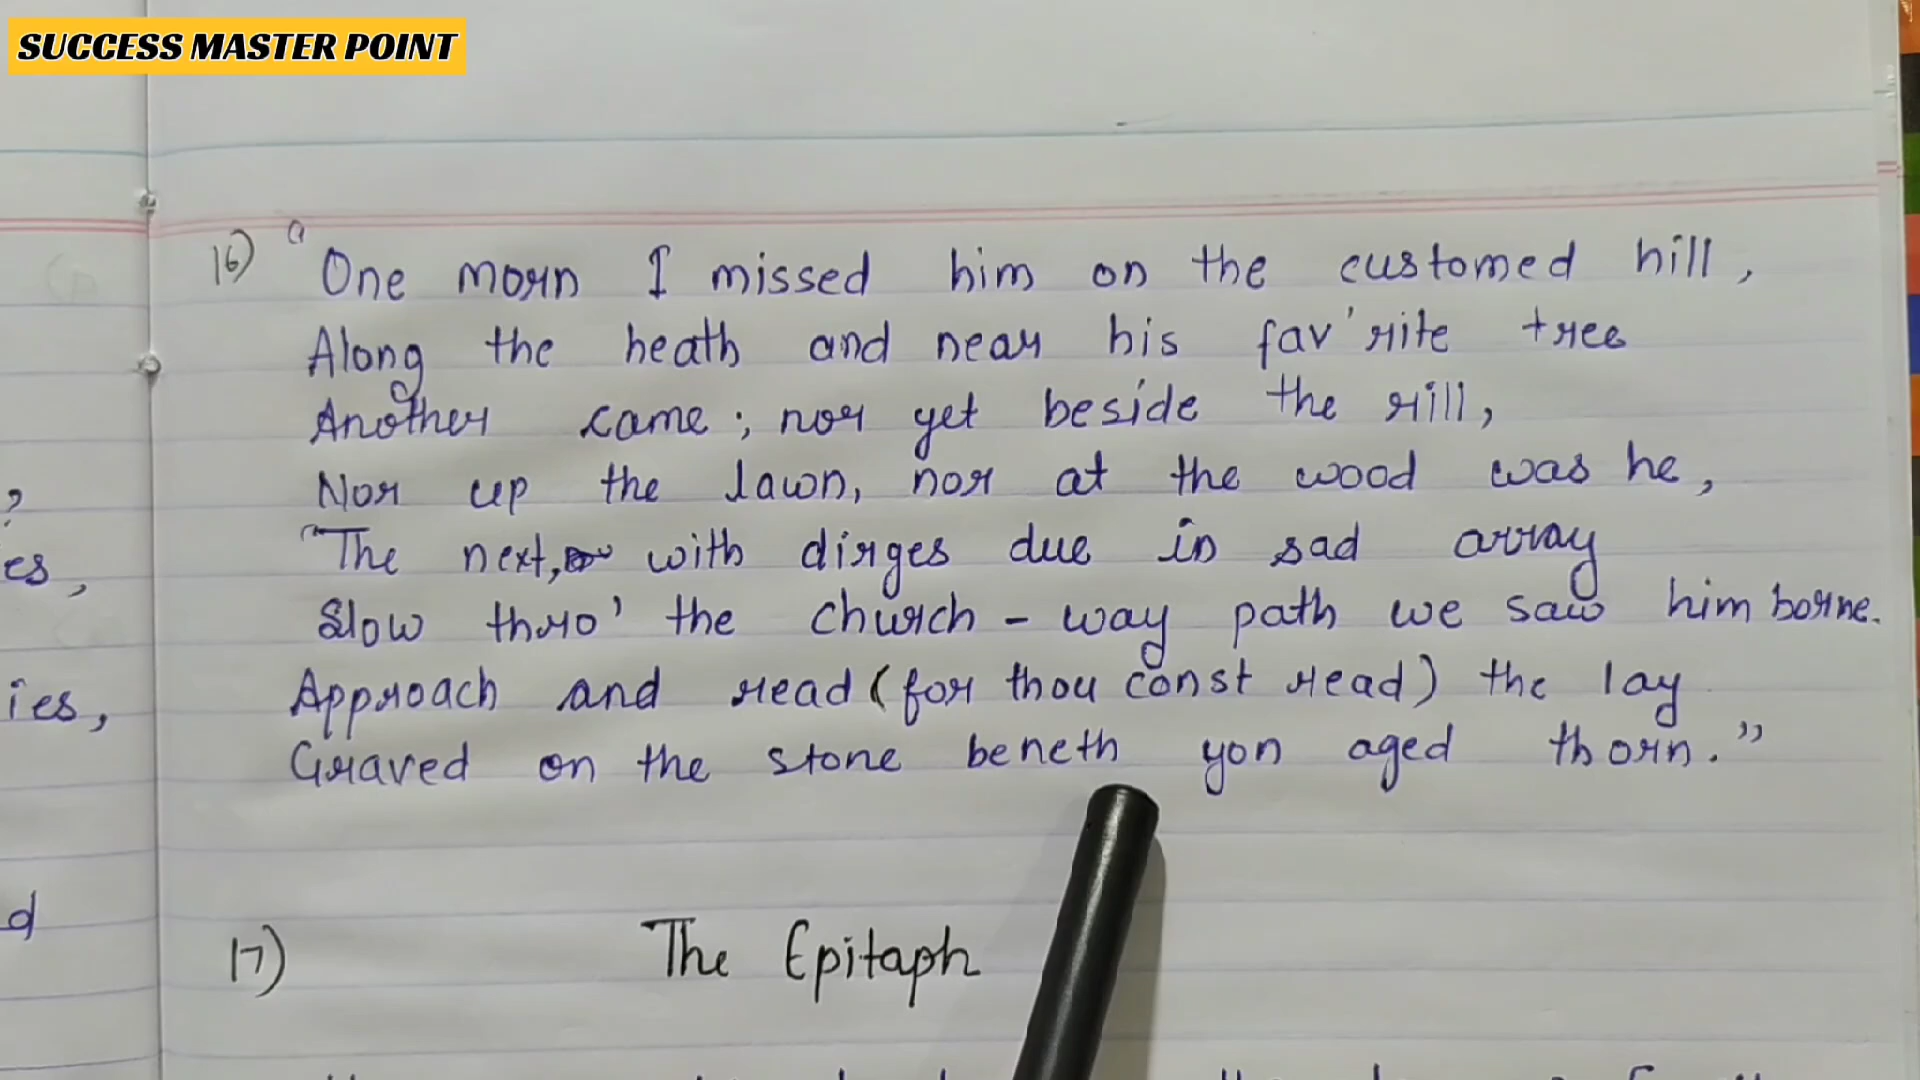 SUCCESS MASTER POINT
16) "One morn I missed him on the customed hill,
Along the heath and near his fav'rite tree
Another came; nor yet beside the rill,
Nor up the lawn, nor at the wood was he,
"The next, with dirges due in sad array
Slow thro' the church-way path we saw him borne.
Approach and read (for thou const read) the lay
Graved on the stone beneth yon aged thorn."
17) The Epitaph
?
es,
ies,
d